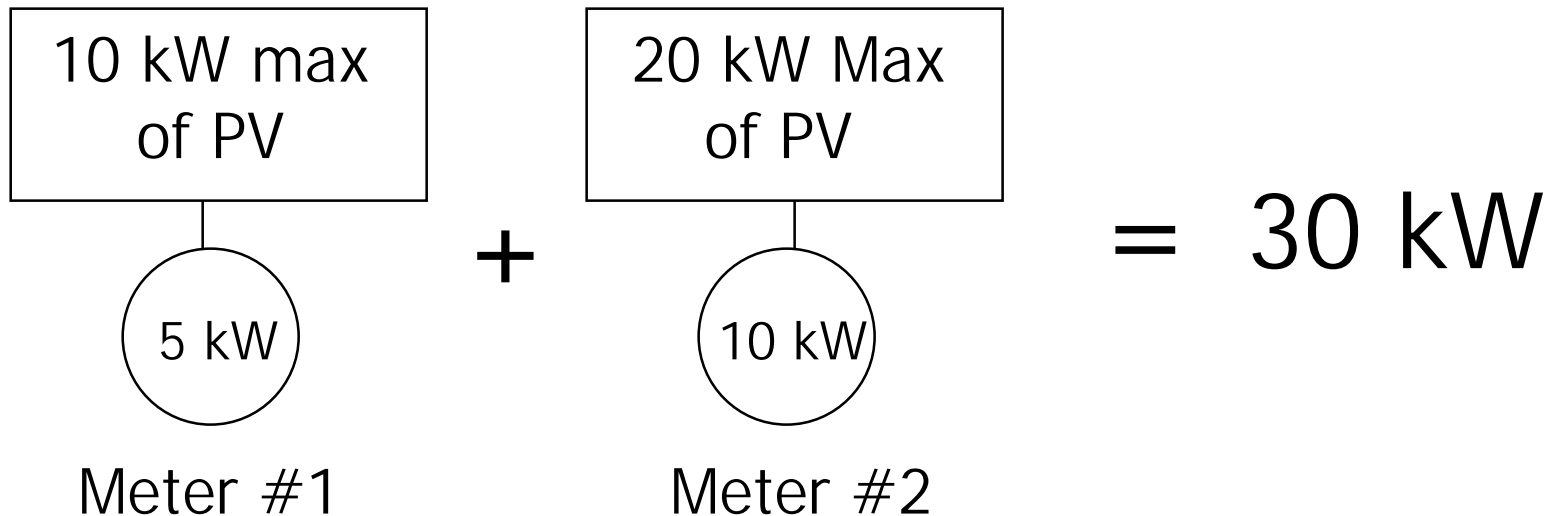 10 kW max
of PV
5 kW
Meter #1
+
20 kW Max
of PV
10 kW
Meter #2
= 30 kW